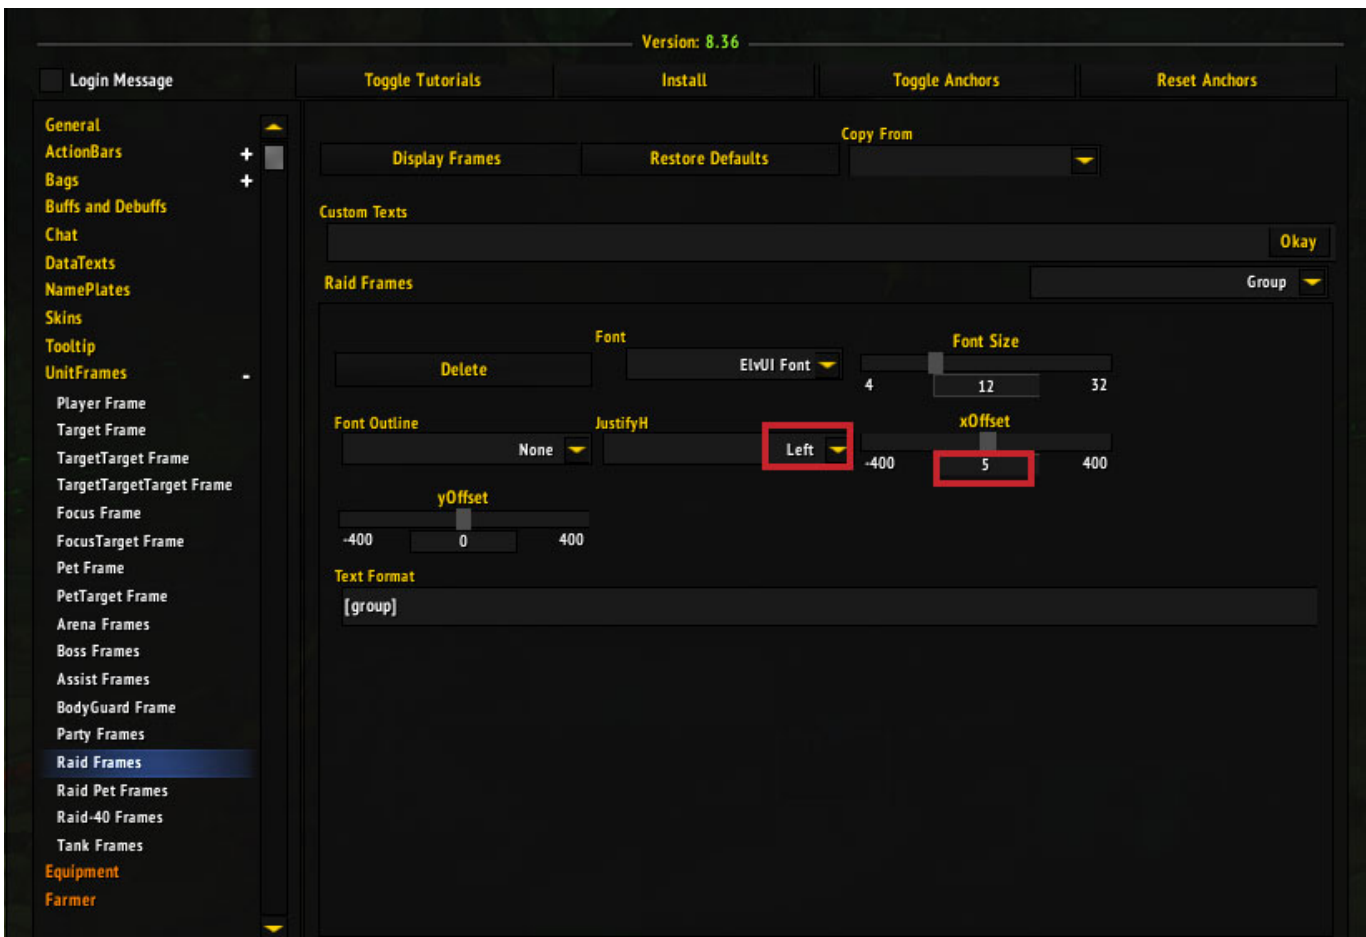 Version: 8.36
Login Message
Toggle Tutorials
Install
Toggle Anchors
Reset Anchors
General
ActionBars +
Bags +
Buffs and Debuffs
Chat
DataTexts
NamePlates
Skins
Tooltip
UnitFrames -
Player Frame
Target Frame
TargetTarget Frame
TargetTargetTarget Frame
Focus Frame
FocusTarget Frame
Pet Frame
PetTarget Frame
Arena Frames
Boss Frames
Assist Frames
BodyGuard Frame
Party Frames
Raid Frames
Raid Pet Frames
Raid-40 Frames
Tank Frames
Equipment
Farmer
Copy From
Display Frames
Restore Defaults
Custom Texts
Okay
Raid Frames
Group
Font
Font Size
Delete
ElvUI Font
4 12 32
Font Outline
JustifyH
xOffset
None
Left
-400 5 400
yOffset
-400 0 400
Text Format
[group]